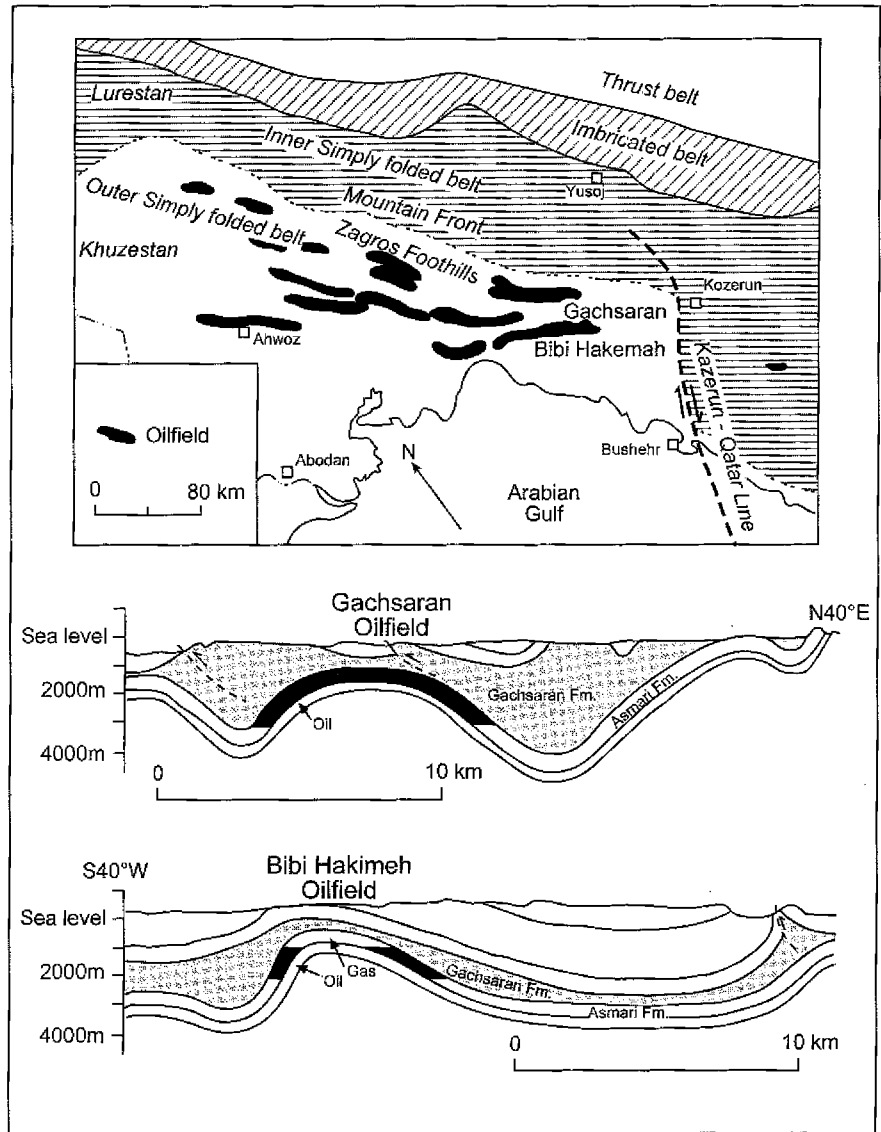 Thrust belt
Lurestan
Imbricated belt
Inner Simply folded belt
Yusoj
Mountain Front
Outer Simply folded belt
Zagros Foothills
Khuzestan
Kozerun
Gachsaran
Ahwoz
Bibi Hakemah
Kazerun - Qatar Line
Oilfield
Abodan
N
Bushehr
0 80 km
Arabian
Gulf
Gachsaran
Oilfield
N40°E
Sea level
2000m
Gachsaran Fm.
Asmari Fm.
Oil
4000m
0 10 km
S40°W
Bibi Hakimeh
Oilfield
Sea level
2000m
Oil
Gas
Gachsaran Fm.
Asmari Fm.
4000m
0 10 km